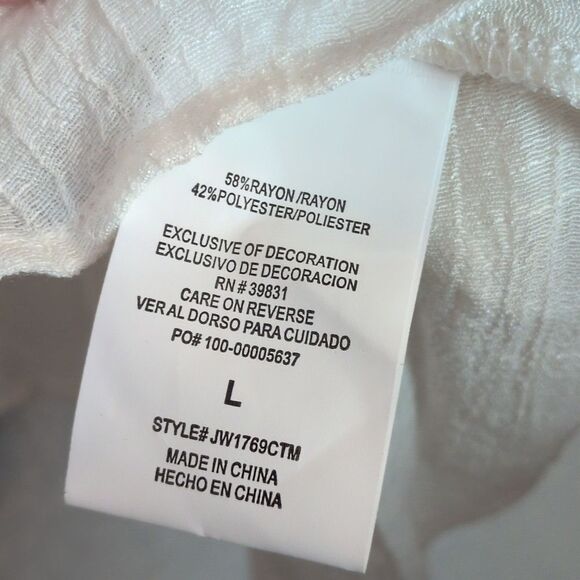 58%RAYON/RAYON
42%POLYESTER/POLIESTER
EXCLUSIVE OF DECORATION
EXCLUSIVO DE DECORACION
RN # 39831
CARE ON REVERSE
VER AL DORSO PARA CUIDADO
PO# 100-00005637
L
STYLE# JW1769CTM
MADE IN CHINA
HECHO EN CHINA